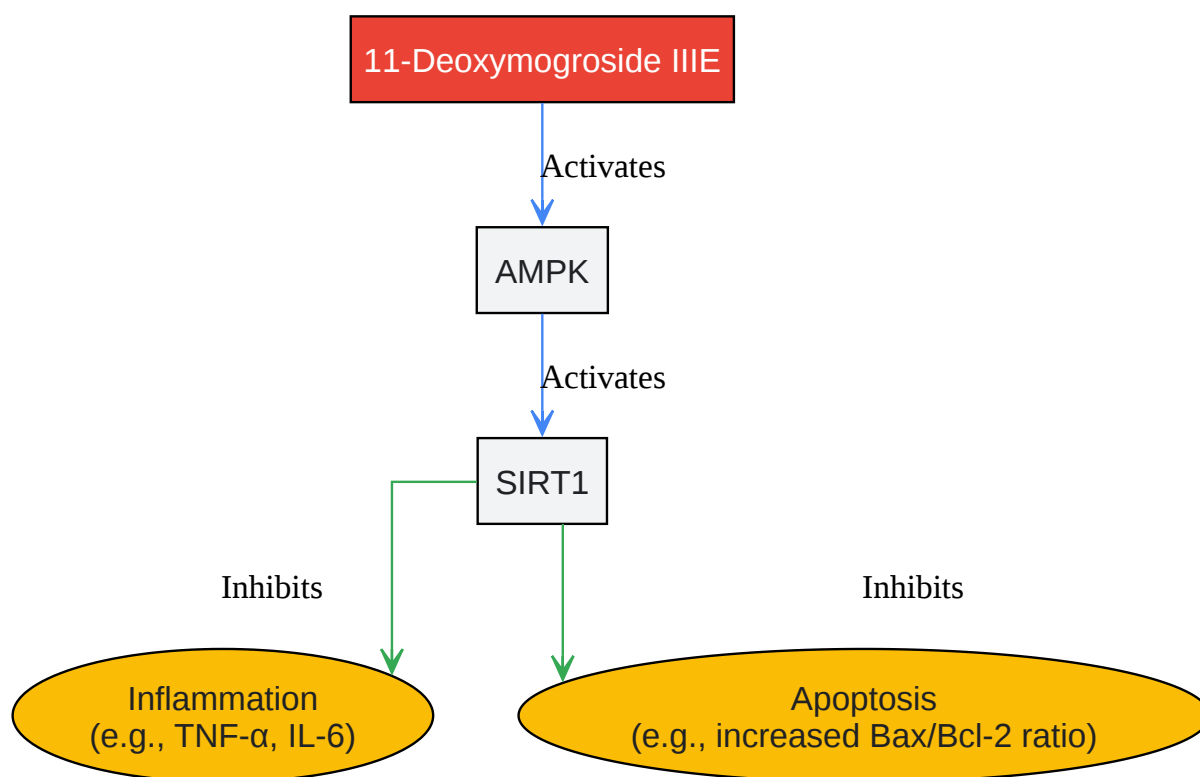 11-Deoxymogroside IIIE
Activates
AMPK
Activates
SIRT1
Inhibits
Inhibits
Inflammation
(e.g., TNF-α, IL-6)
Apoptosis
(e.g., increased Bax/Bcl-2 ratio)